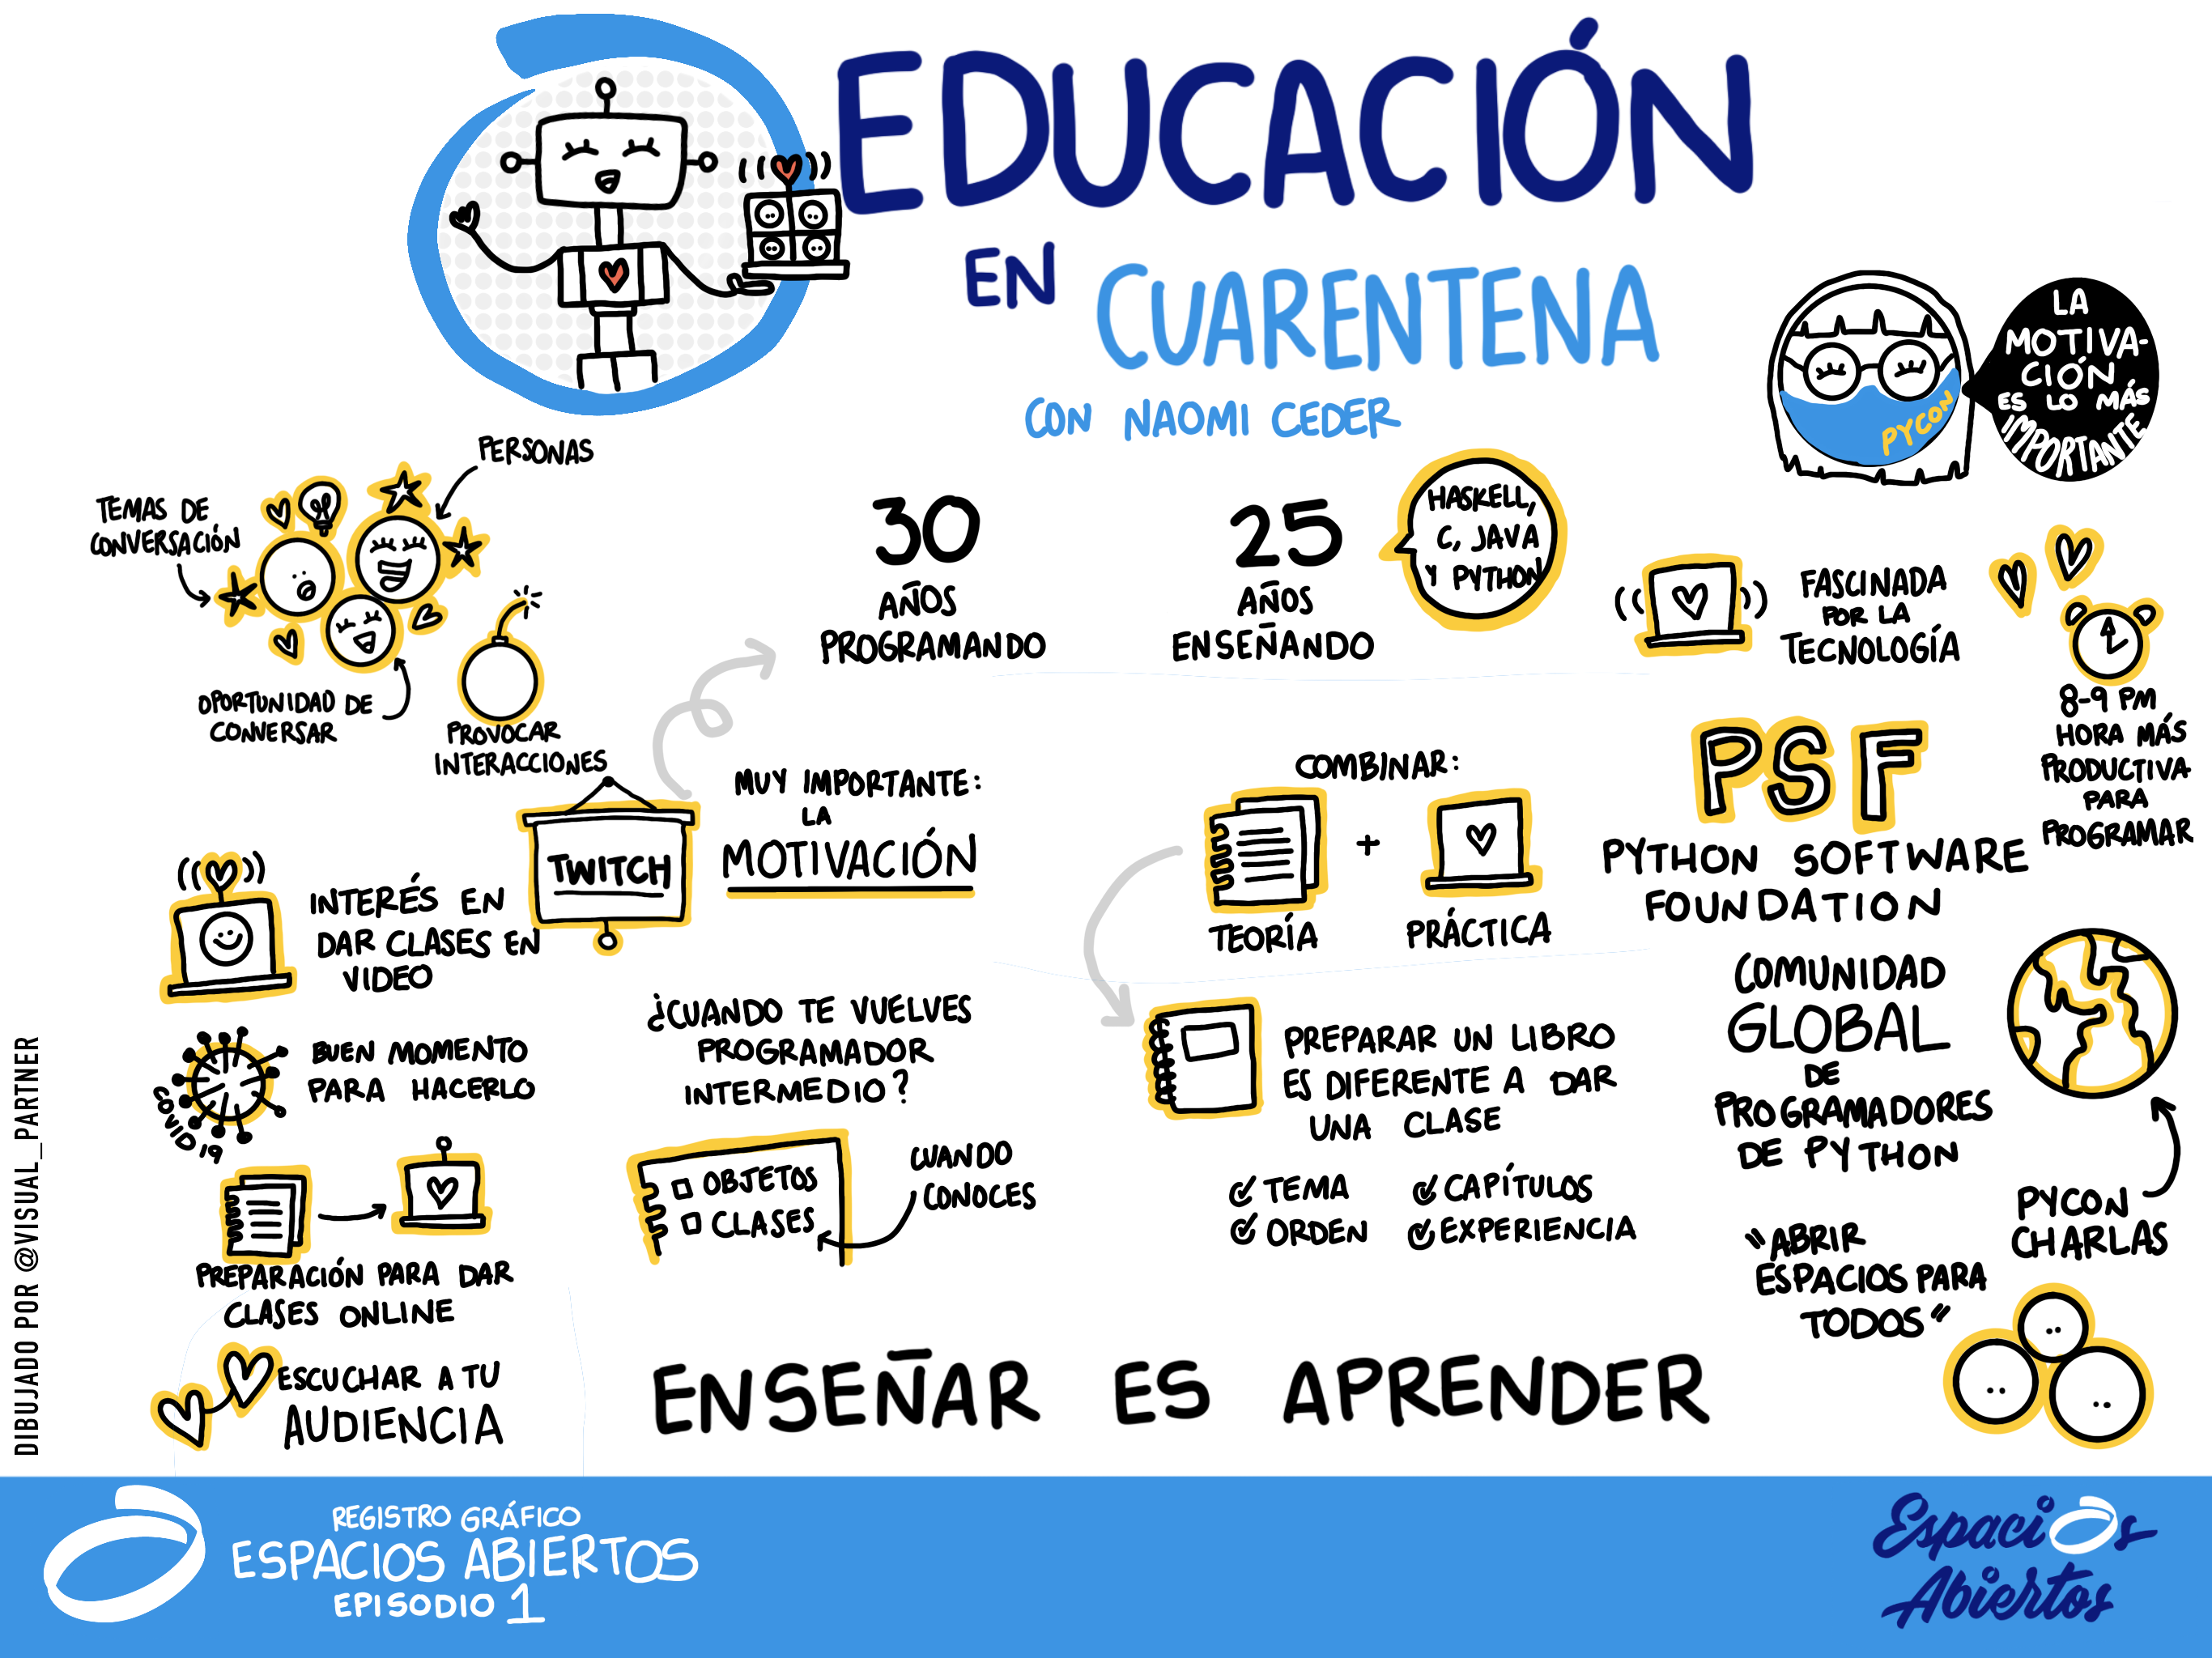 EDUCACIÓN
EN CUARENTENA
CON NAOMI CEDER
LA
MOTIVA-
CIÓN
ES LO MÁS
IMPORTANTE
PYCON
PERSONAS
TEMAS DE
CONVERSACIÓN
OPORTUNIDAD DE
CONVERSAR
PROVOCAR
INTERACCIONES
30
AÑOS
PROGRAMANDO
25
AÑOS
ENSEÑANDO
HASKELL,
C, JAVA
Y PYTHON
FASCINADA
POR LA
TECNOLOGÍA
8-9 PM
HORA MÁS
PRODUCTIVA
PARA
PROGRAMAR
TWITCH
MUY IMPORTANTE:
LA
MOTIVACIÓN
COMBINAR:
+
TEORÍA
PRÁCTICA
PSF
PYTHON SOFTWARE
FOUNDATION
INTERÉS EN
DAR CLASES EN
VIDEO
COVID 19
BUEN MOMENTO
PARA HACERLO
PREPARACIÓN PARA DAR
CLASES ONLINE
ESCUCHAR A TU
AUDIENCIA
¿CUANDO TE VUELVES
PROGRAMADOR
INTERMEDIO?
OBJETOS
CLASES
CUANDO
CONOCES
PREPARAR UN LIBRO
ES DIFERENTE A DAR
UNA CLASE
TEMA
CAPÍTULOS
ORDEN
EXPERIENCIA
COMUNIDAD
GLOBAL
DE
PROGRAMADORES
DE PYTHON
PYCON
CHARLAS
"ABRIR
ESPACIOS PARA
TODOS"
ENSEÑAR ES APRENDER
DIBUJADO POR @VISUAL_PARTNER
REGISTRO GRÁFICO
ESPACIOS ABIERTOS
EPISODIO 1
Espacios
Abiertos